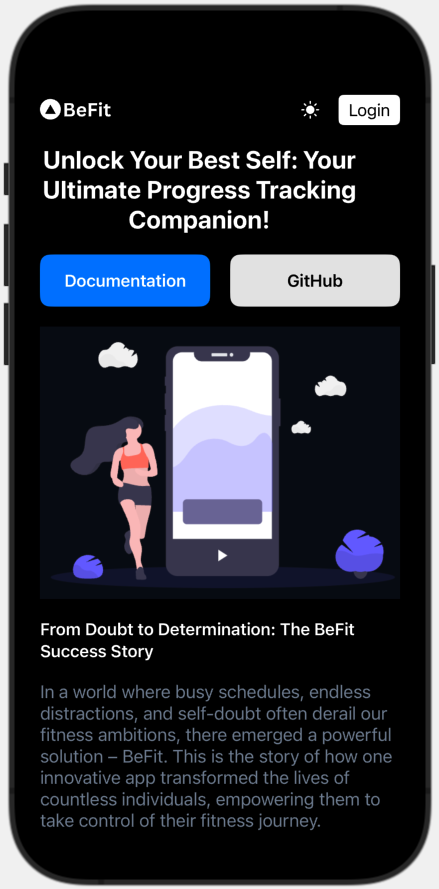 BeFit
Login
Unlock Your Best Self: Your
Ultimate Progress Tracking
Companion!
Documentation
GitHub
From Doubt to Determination: The BeFit
Success Story
In a world where busy schedules, endless
distractions, and self-doubt often derail our
fitness ambitions, there emerged a powerful
solution – BeFit. This is the story of how one
innovative app transformed the lives of
countless individuals, empowering them to
take control of their fitness journey.